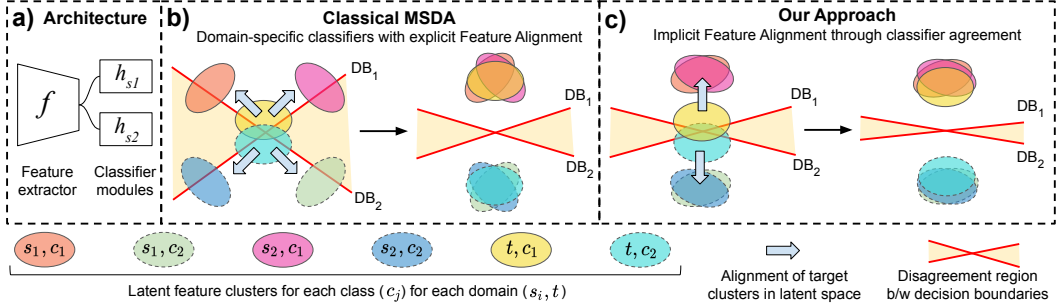 a) Architecture
f
h_{s1}
h_{s2}
Feature
extractor
Classifier
modules
b) Classical MSDA
Domain-specific classifiers with explicit Feature Alignment
DB_1
DB_2
DB_1
DB_2
c) Our Approach
Implicit Feature Alignment through classifier agreement
DB_1
DB_2
DB_1
DB_2
s_1, c_1
s_1, c_2
s_2, c_1
s_2, c_2
t, c_1
t, c_2
Latent feature clusters for each class (c_j) for each domain (s_i, t)
Alignment of target
clusters in latent space
Disagreement region
b/w decision boundaries